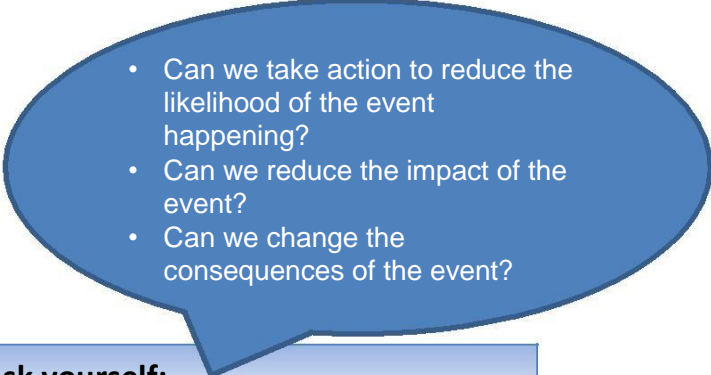 • Can we take action to reduce the
likelihood of the event
happening?
• Can we reduce the impact of the
event?
• Can we change the
consequences of the event?
sk yourself: